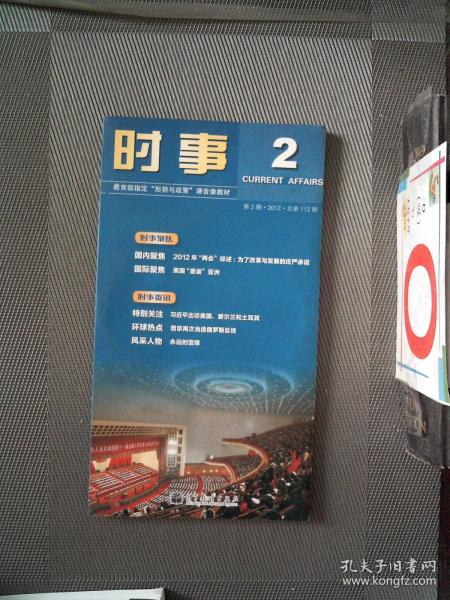 时事
2
CURRENT AFFAIRS
教育部指定“形势与政策”课音像教材
第2期·2012·总第112期
时事聚焦
国内聚焦 2012年“两会”综述：为了改革与发展的庄严承诺
国际聚焦 美国“重返”亚洲
时事资讯
特别关注 习近平出访美国、爱尔兰和土耳其
环球热点 普京再次当选俄罗斯总统
风采人物 永远的雷锋
孔夫子旧书网
www.kongfz.com